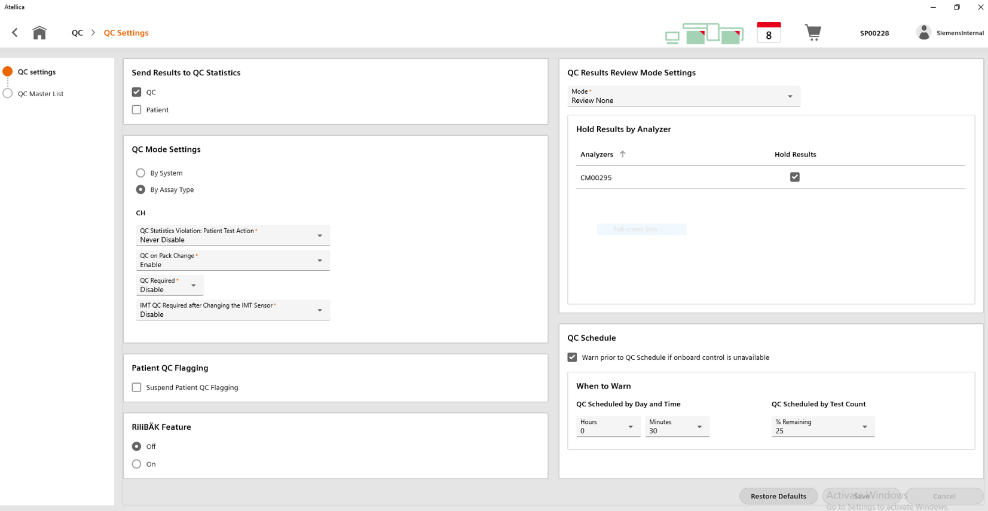 Atellica
QC > QC Settings
8
SP00228
SiemensInternal
QC settings
QC Master List
Send Results to QC Statistics
QC
Patient
QC Mode Settings
By System
By Assay Type
CH
QC Statistics Violation: Patient Test Action *
Never Disable
QC on Pack Change *
Enable
QC Required *
Disable
IMT QC Required after Changing the IMT Sensor *
Disable
Patient QC Flagging
Suspend Patient QC Flagging
RiliBÄK Feature
Off
On
QC Results Review Mode Settings
Mode *
Review None
Hold Results by Analyzer
Analyzers ↑ Hold Results
CM00295
QC Schedule
Warn prior to QC Schedule if onboard control is unavailable
When to Warn
QC Scheduled by Day and Time QC Scheduled by Test Count
Hours Minutes % Remaining
0 30 25
Restore Defaults Save Cancel
Activate Windows
Go to Settings to activate Windows.